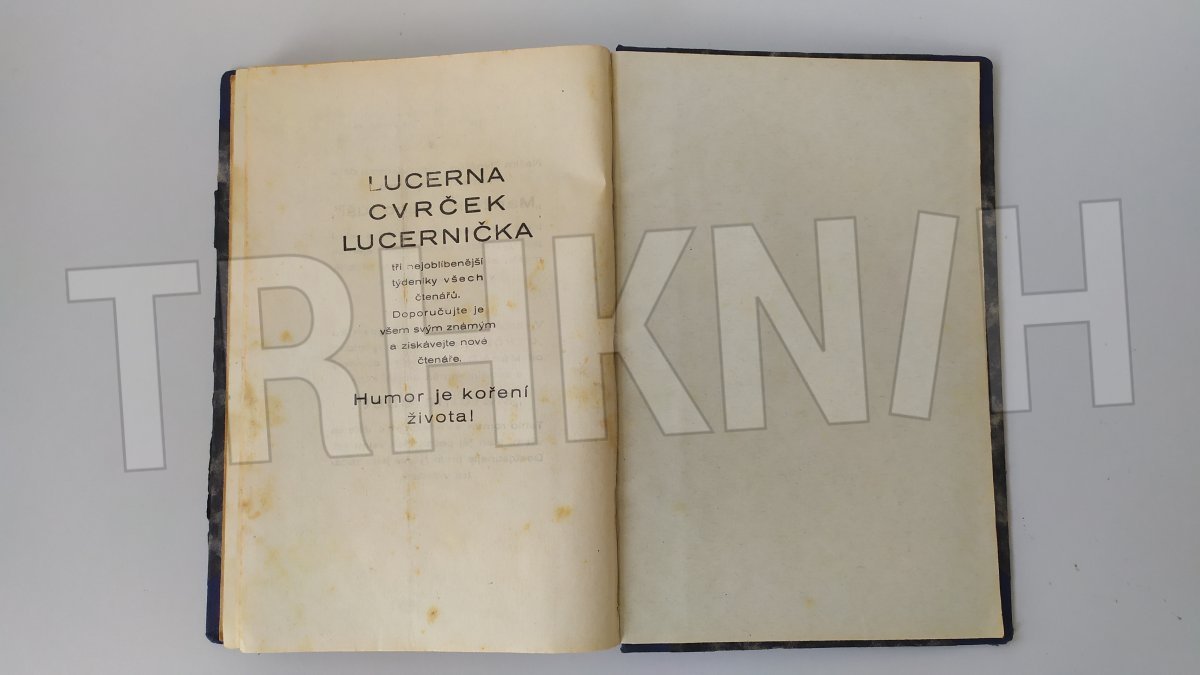 LUCERNA
CVRČEK
LUCERNIČKA
tři nejoblíbenější
týdeníky všech
čtenářů.
Doporučujte je
všem svým známým
a získávejte nové
čtenáře.
Humor je koření
života!
TRHKNIH